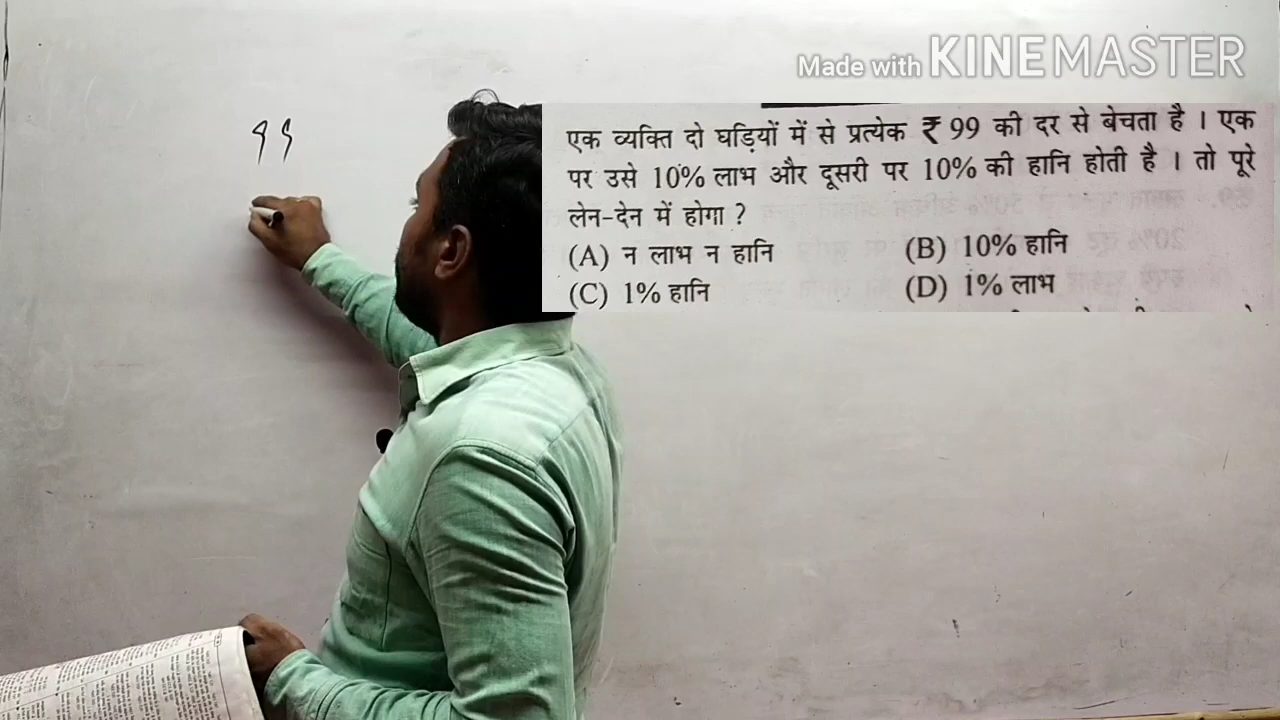 Made with KINEMASTER
99
एक व्यक्ति दो घड़ियों में से प्रत्येक ₹ 99 की दर से बेचता है । एक
पर उसे 10% लाभ और दूसरी पर 10% की हानि होती है । तो पूरे
लेन-देन में होगा ?
(A) न लाभ न हानि (B) 10% हानि
(C) 1% हानि (D) 1% लाभ